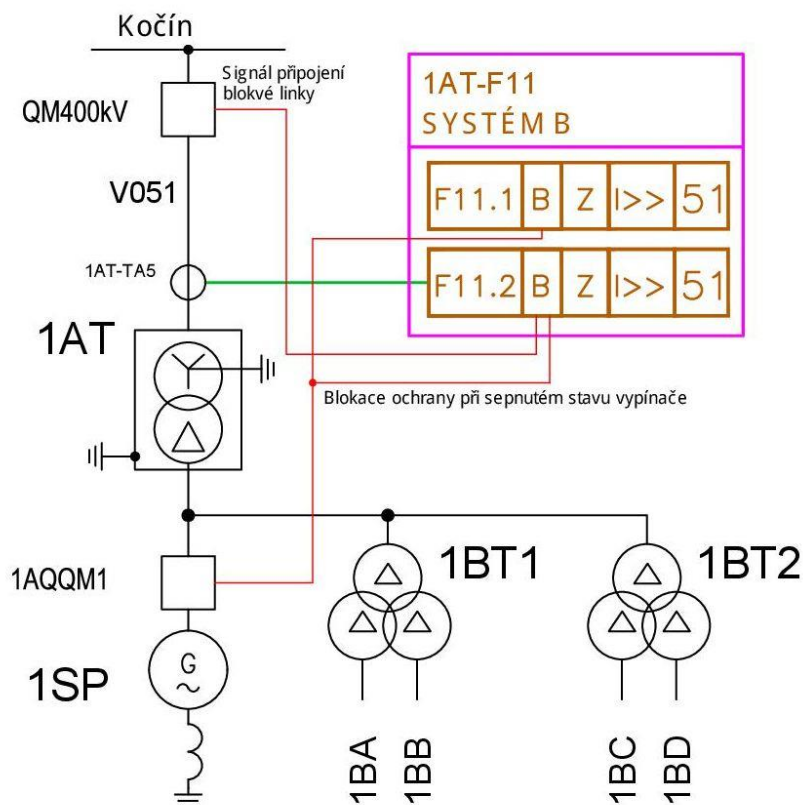 Kočín
Signál připojení
blokvé linky
QM400kV
V051
1AT-TA5
1AT
1AT-F11
SYSTÉM B
F11.1 B Z I>> 51
F11.2 B Z I>> 51
Blokace ochrany při sepnutém stavu vypínače
1AQQM1
1BT1
1BT2
G
~
1SP
1BA
1BB
1BC
1BD